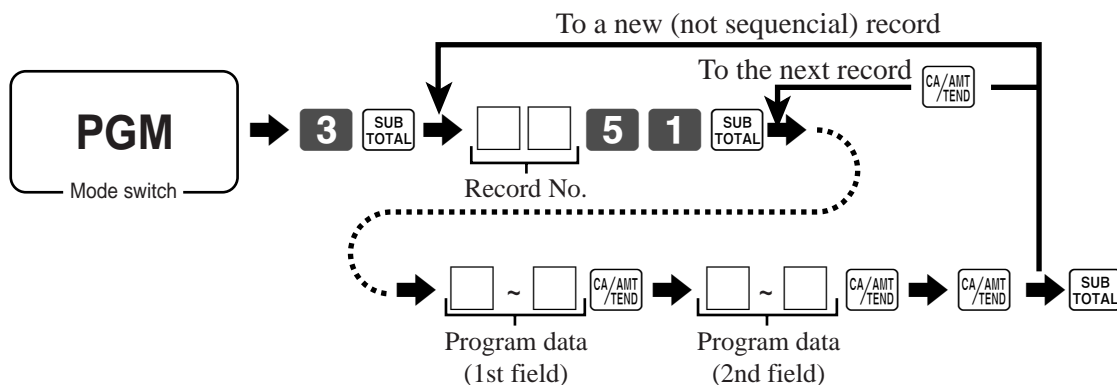 To a new (not sequencial) record
To the next record
CA/AMT
/TEND
PGM
Mode switch
3
SUB
TOTAL
5 1
SUB
TOTAL
Record No.
~
CA/AMT
/TEND
~
CA/AMT
/TEND
CA/AMT
/TEND
SUB
TOTAL
Program data
(1st field)
Program data
(2nd field)